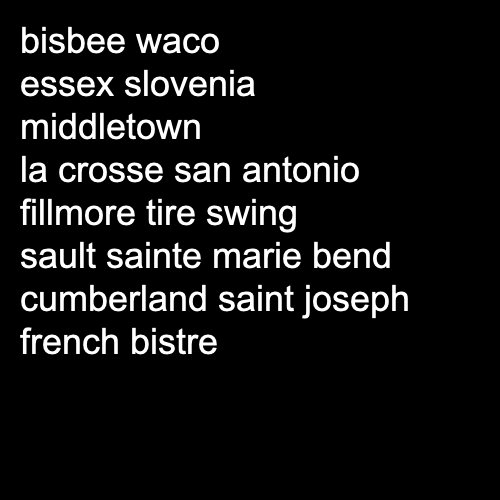 bisbee waco
essex slovenia
middletown
la crosse san antonio
fillmore tire swing
sault sainte marie bend
cumberland saint joseph
french bistre